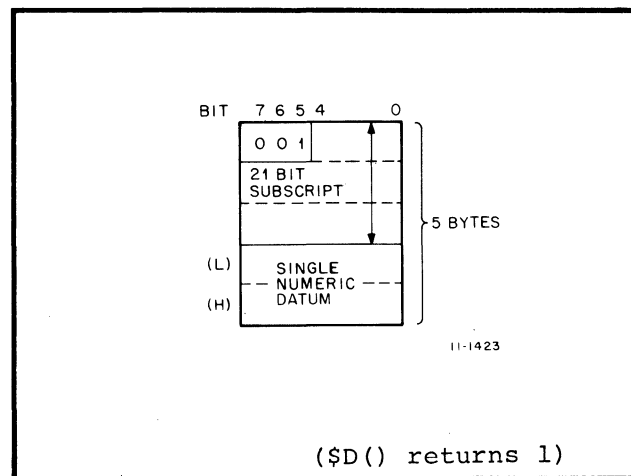 BIT 7 6 5 4 0
0 0 1
21 BIT
SUBSCRIPT
5 BYTES
(L) SINGLE
NUMERIC
(H) DATUM
11-1423
($D() returns 1)